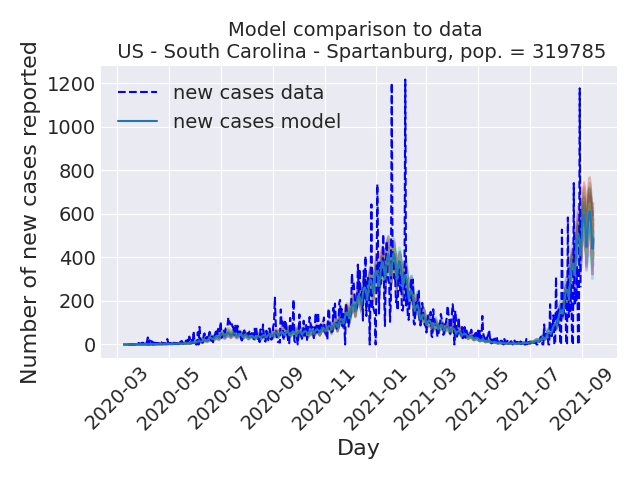 Model comparison to data
US - South Carolina - Spartanburg, pop. = 319785
Number of new cases reported
1200
1000
800
600
400
200
0
new cases data
new cases model
2020-03
2020-05
2020-07
2020-09
2020-11
2021-01
2021-03
2021-05
2021-07
2021-09
Day